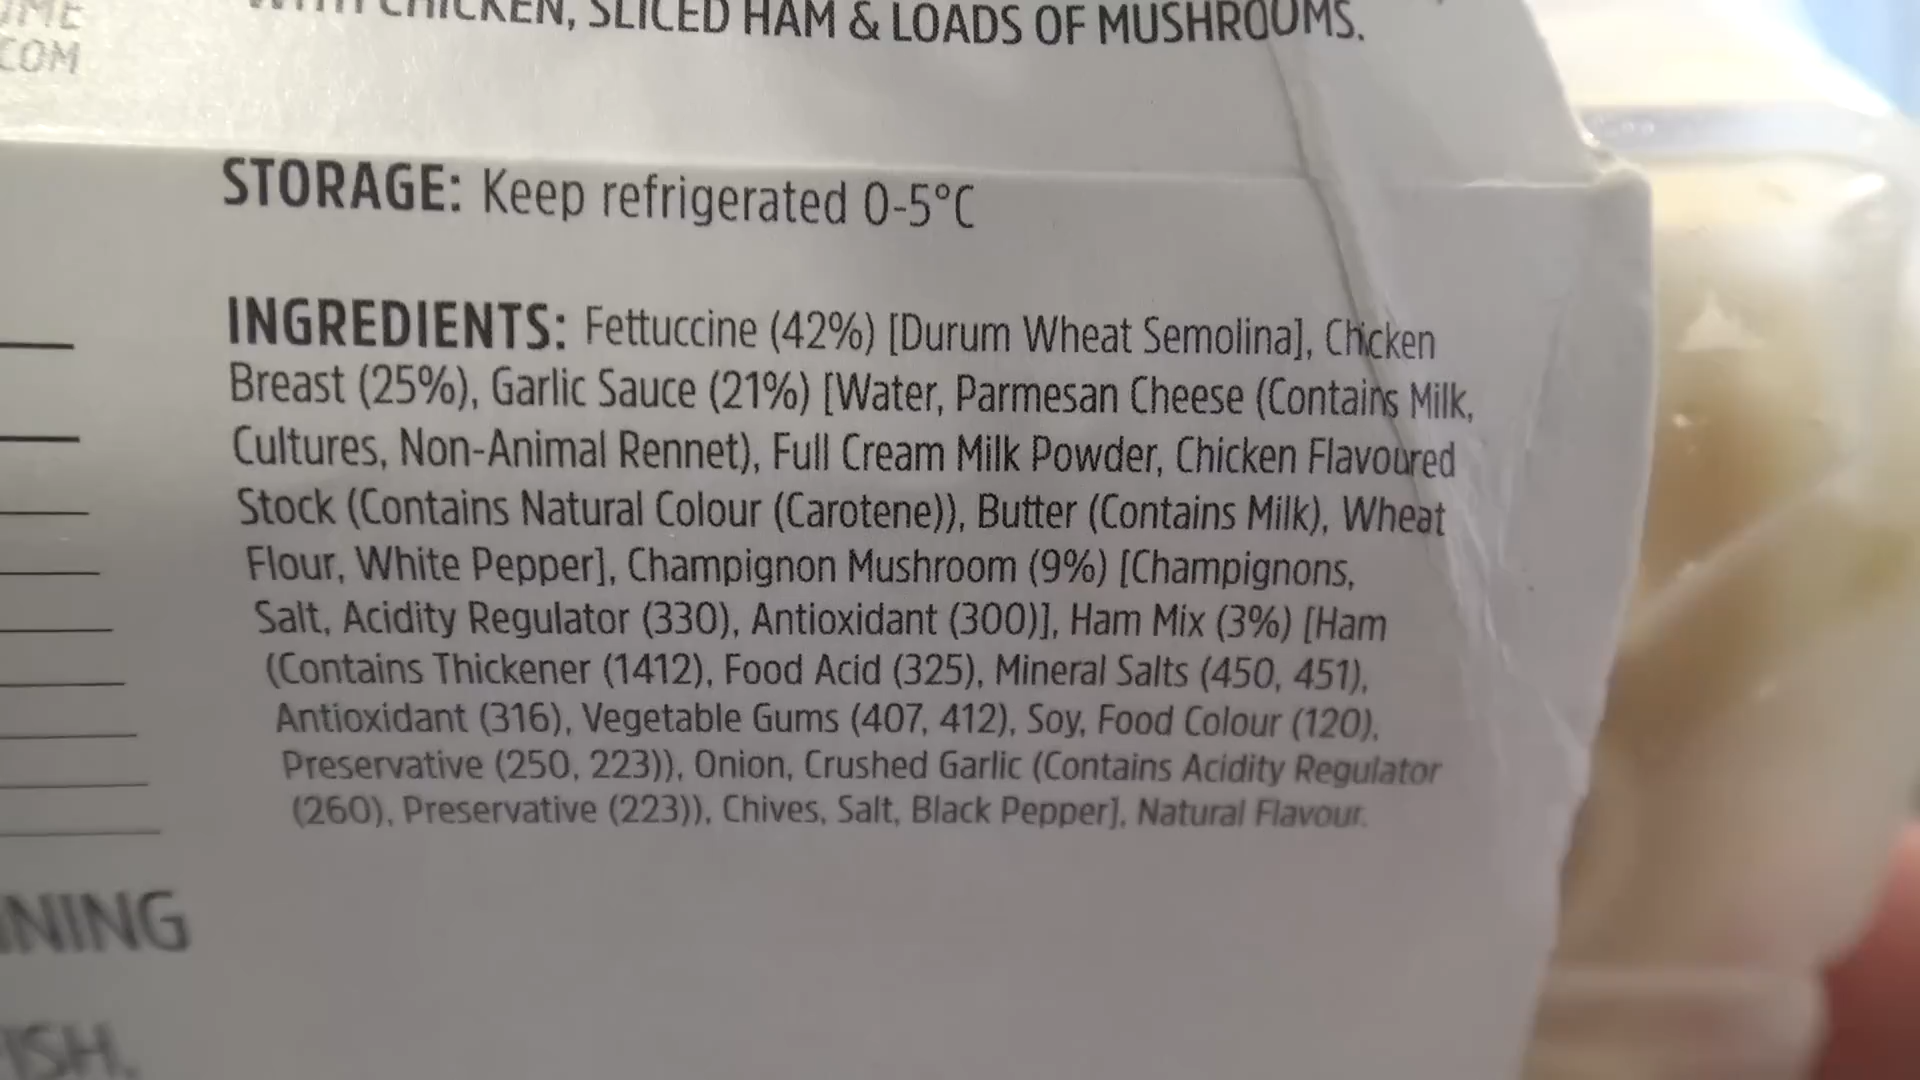 COM
WITH CHICKEN, SLICED HAM & LOADS OF MUSHROOMS.
STORAGE: Keep refrigerated 0-5°C
INGREDIENTS: Fettuccine (42%) [Durum Wheat Semolina], Chicken
Breast (25%), Garlic Sauce (21%) [Water, Parmesan Cheese (Contains Milk,
Cultures, Non-Animal Rennet), Full Cream Milk Powder, Chicken Flavoured
Stock (Contains Natural Colour (Carotene)), Butter (Contains Milk), Wheat
Flour, White Pepper], Champignon Mushroom (9%) [Champignons,
Salt, Acidity Regulator (330), Antioxidant (300)], Ham Mix (3%) [Ham
(Contains Thickener (1412), Food Acid (325), Mineral Salts (450, 451),
Antioxidant (316), Vegetable Gums (407, 412), Soy, Food Colour (120),
Preservative (250, 223)), Onion, Crushed Garlic (Contains Acidity Regulator
(260), Preservative (223)), Chives, Salt, Black Pepper], Natural Flavour.
NING
ISH.